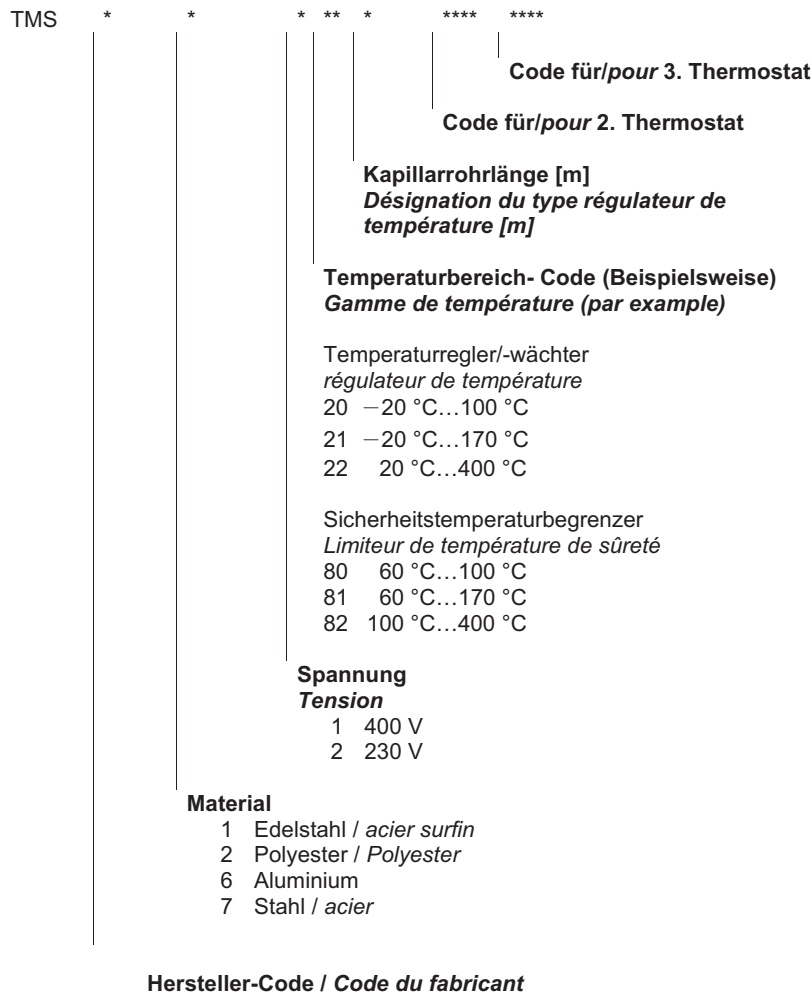 TMS * * * ** * **** ****
Code für/pour 3. Thermostat
Code für/pour 2. Thermostat
Kapillarrohrlänge [m]
Désignation du type régulateur de
température [m]
Temperaturbereich- Code (Beispielsweise)
Gamme de température (par example)
Temperaturregler/-wächter
régulateur de température
20 −20 °C...100 °C
21 −20 °C...170 °C
22 20 °C...400 °C
Sicherheitstemperaturbegrenzer
Limiteur de température de sûreté
80 60 °C...100 °C
81 60 °C...170 °C
82 100 °C...400 °C
Spannung
Tension
1 400 V
2 230 V
Material
1 Edelstahl / acier surfin
2 Polyester / Polyester
6 Aluminium
7 Stahl / acier
Hersteller-Code / Code du fabricant